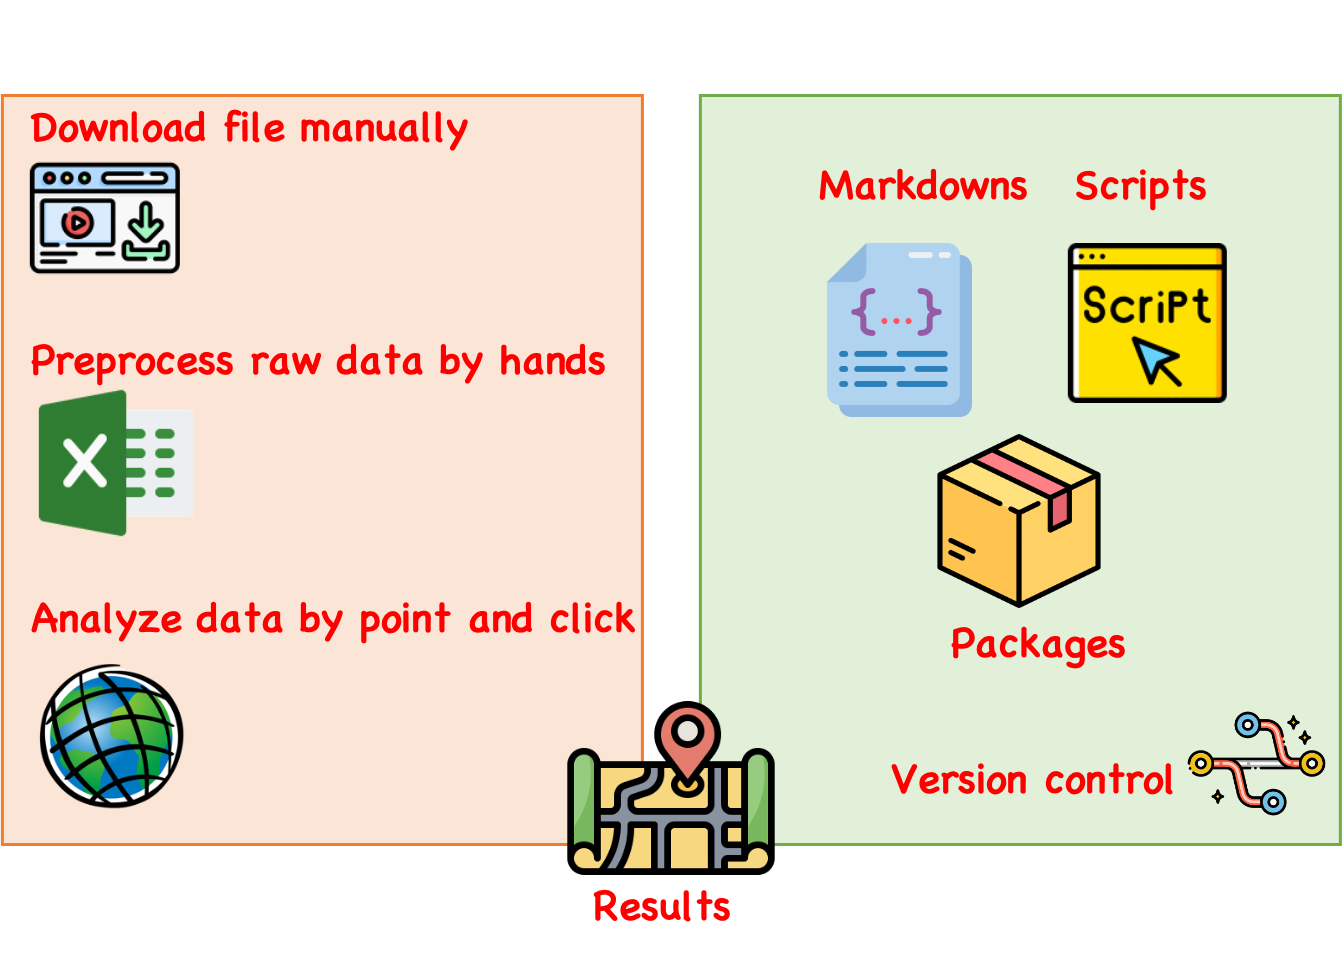 Download file manually
Preprocess raw data by hands
X
Analyze data by point and click
Markdowns
Scripts
{...}
Script
Packages
Version control
Results